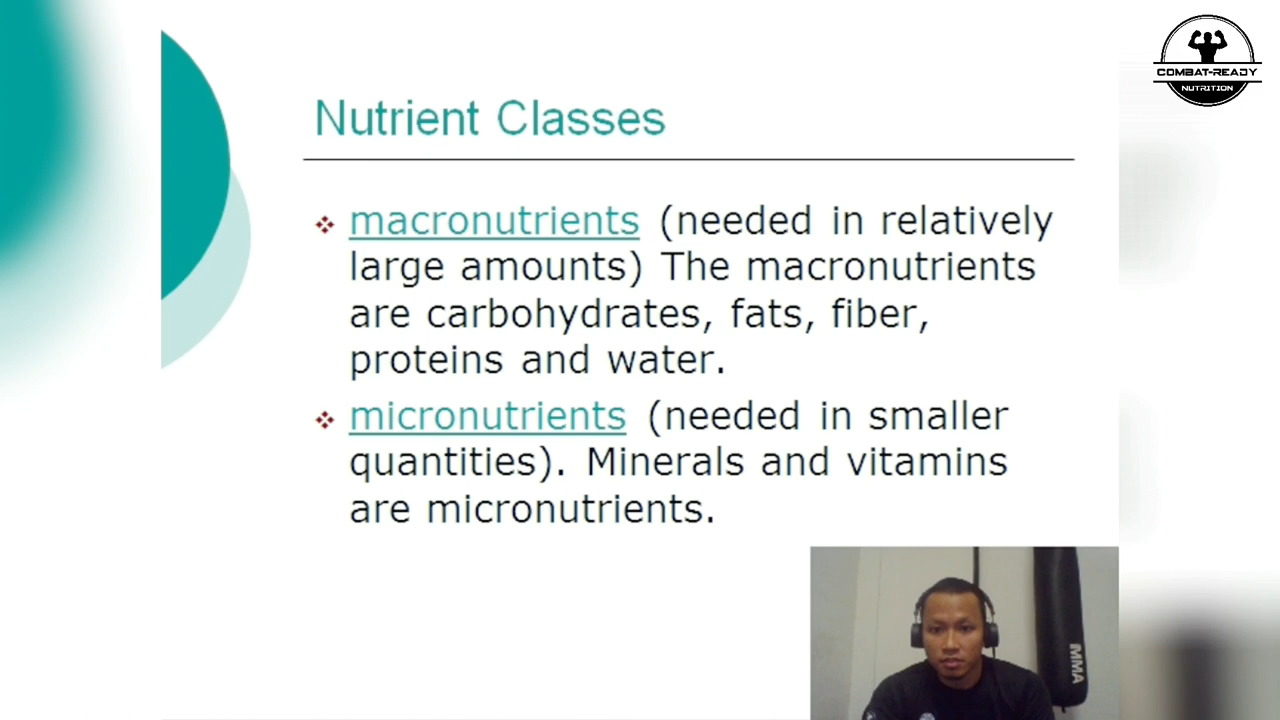 COMBAT-READY
NUTRITION
Nutrient Classes
macronutrients (needed in relatively
large amounts) The macronutrients
are carbohydrates, fats, fiber,
proteins and water.
micronutrients (needed in smaller
quantities). Minerals and vitamins
are micronutrients.
MMA